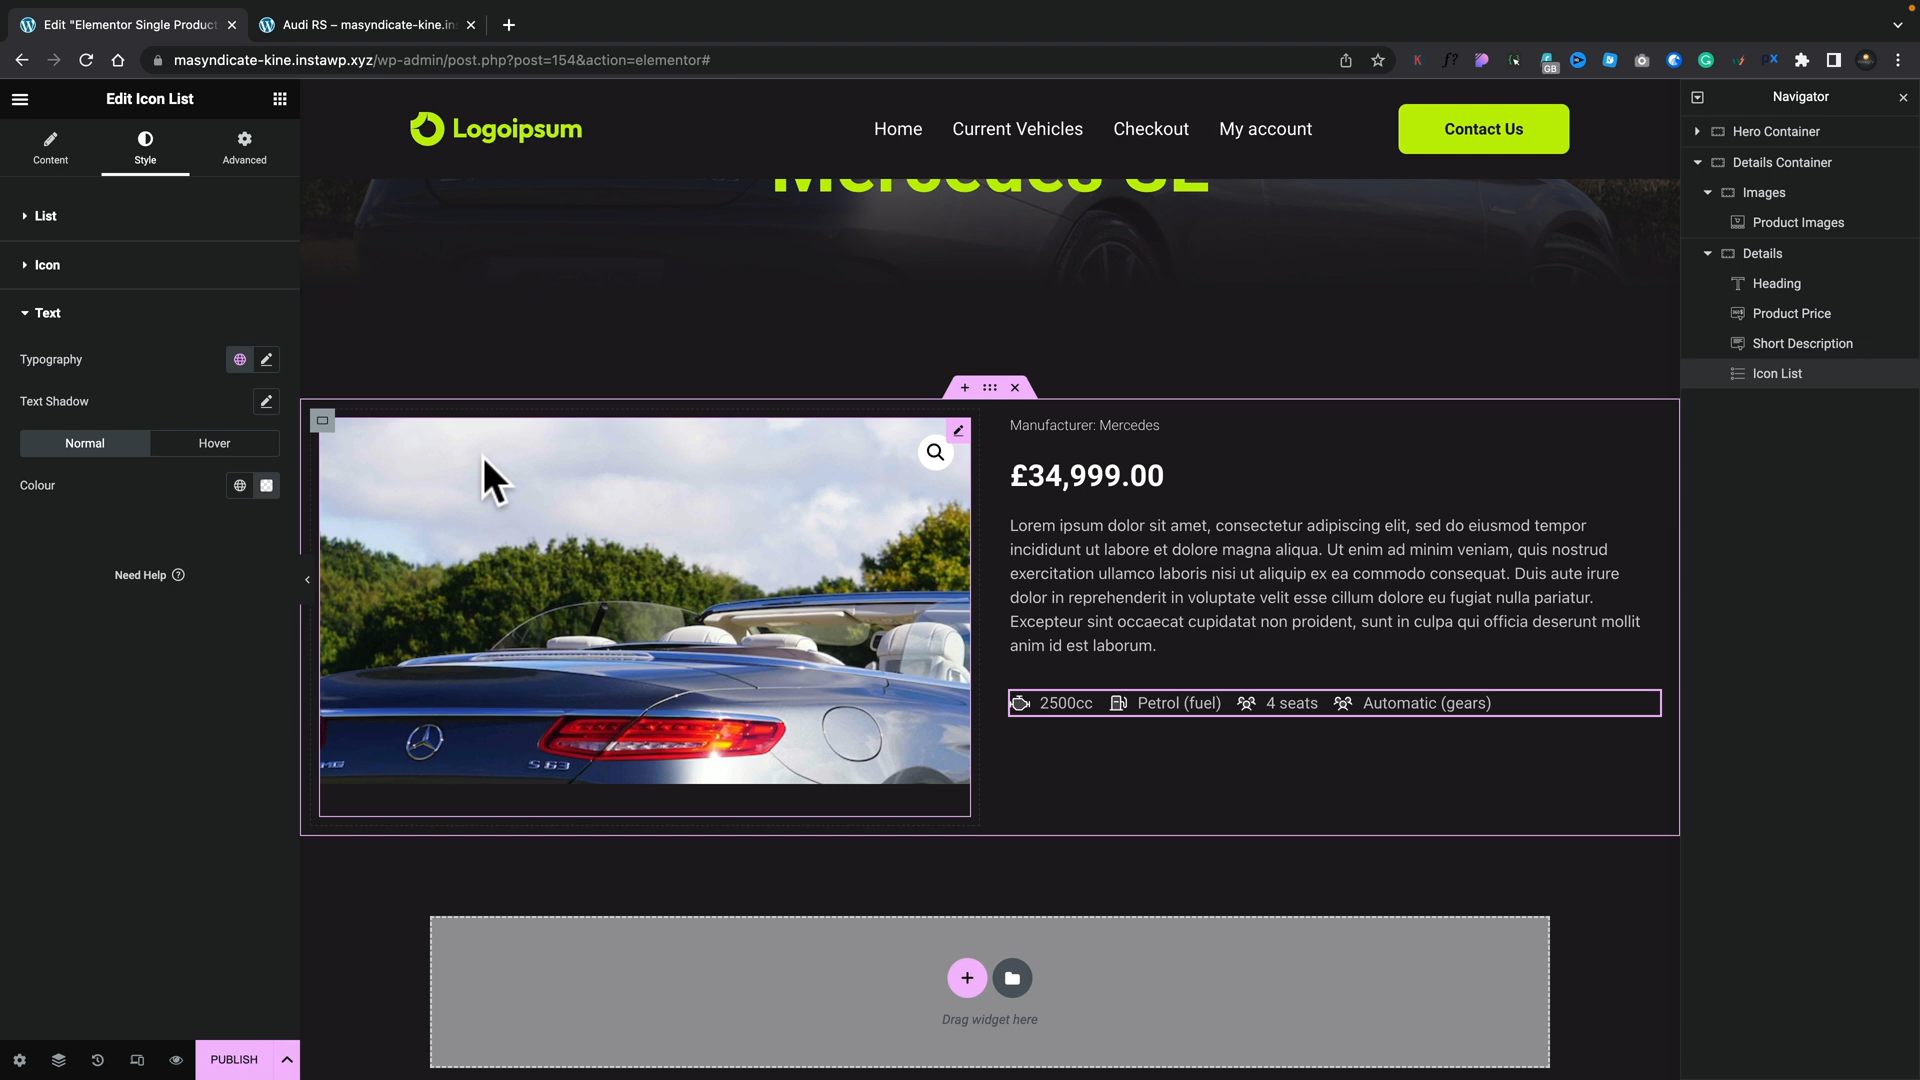 Edit "Elementor Single Product
Audi RS – masyndicate-kine.in
masyndicate-kine.instawp.xyz/wp-admin/post.php?post=154&action=elementor#
GB
Edit Icon List
Content
Style
Advanced
List
Icon
Text
Typography
Text Shadow
Normal
Hover
Colour
Need Help
PUBLISH
Logoipsum
Home
Current Vehicles
Checkout
My account
Contact Us
Manufacturer: Mercedes
£34,999.00
Lorem ipsum dolor sit amet, consectetur adipiscing elit, sed do eiusmod tempor
incididunt ut labore et dolore magna aliqua. Ut enim ad minim veniam, quis nostrud
exercitation ullamco laboris nisi ut aliquip ex ea commodo consequat. Duis aute irure
dolor in reprehenderit in voluptate velit esse cillum dolore eu fugiat nulla pariatur.
Excepteur sint occaecat cupidatat non proident, sunt in culpa qui officia deserunt mollit
anim id est laborum.
2500cc
Petrol (fuel)
4 seats
Automatic (gears)
S 63
Drag widget here
Navigator
Hero Container
Details Container
Images
Product Images
Details
Heading
Product Price
Short Description
Icon List